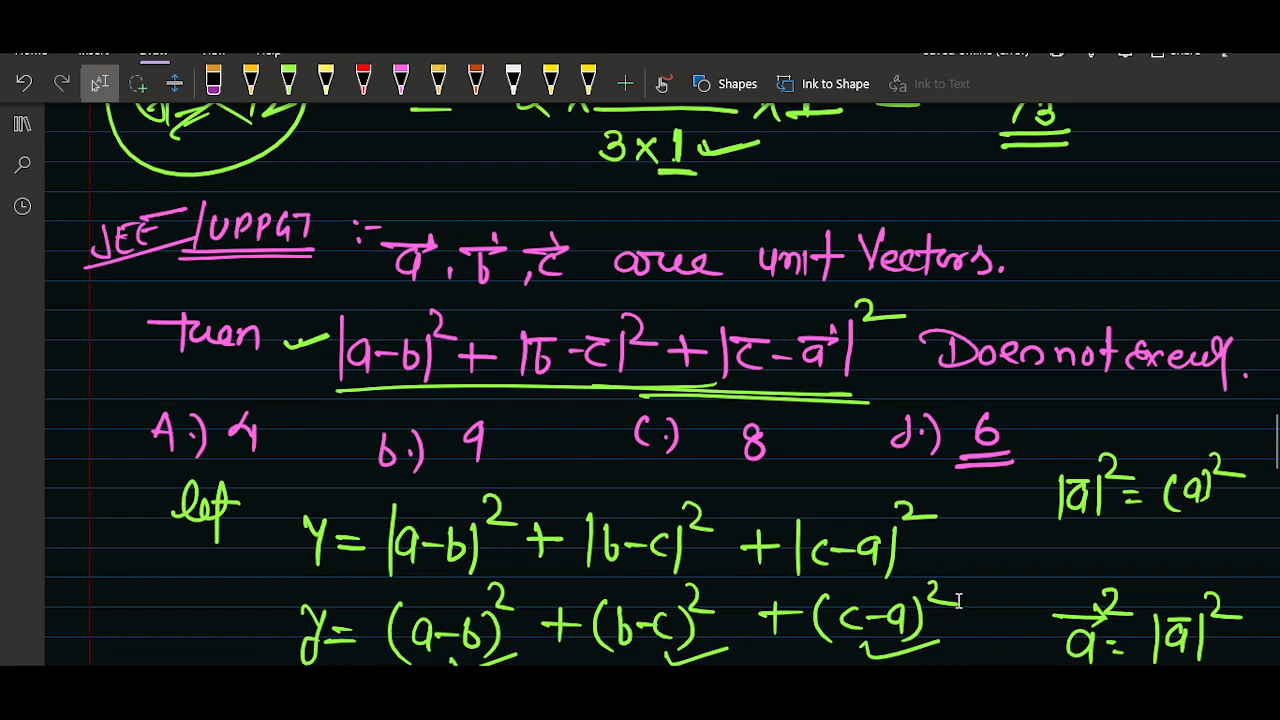 Shapes Ink to Shape Ink to Text
3 × 1 ✓
JEE/UPPGT :- a⃗, b⃗, c⃗ are unit Vectors.
then ✓ |a-b|² + |b̄-c̄|² + |c̄-a⃗|² Does not exceed.
A.) 4 b.) 9 (C.) 8 d.) 6
|ā|² = (a)²
let y = |a-b|² + |b-c|² + |c-a|²
y = (a-b)² + (b-c)² + (c-a)²
a⃗² = |ā|²